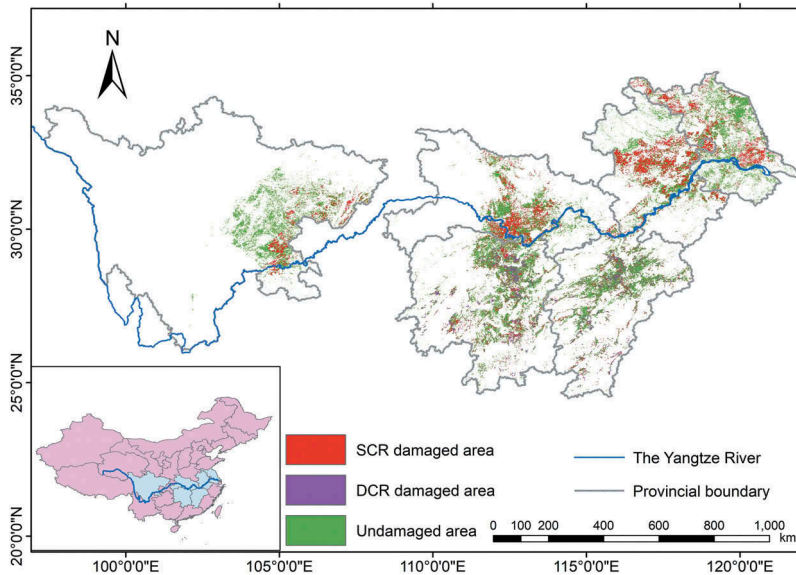 N
35°0'0"N
30°0'0"N
25°0'0"N
20°0'0"N
SCR damaged area
DCR damaged area
Undamaged area
The Yangtze River
Provincial boundary
0 100 200 400 600 800 1,000
km
100°0'0"E 105°0'0"E 110°0'0"E 115°0'0"E 120°0'0"E